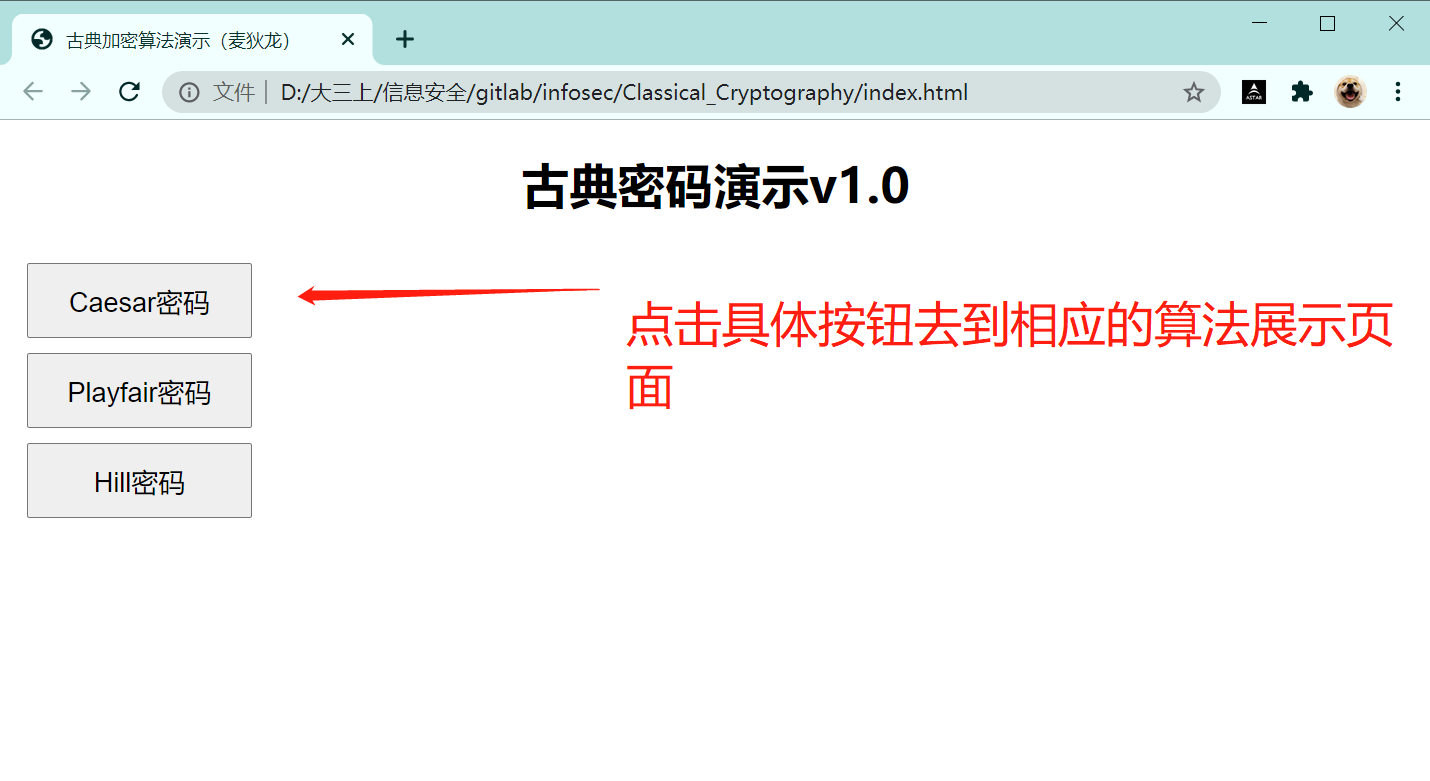 古典加密算法演示（麦狄龙）
文件 | D:/大三上/信息安全/gitlab/infosec/Classical_Cryptography/index.html
ASTAR
古典密码演示v1.0
Caesar密码
点击具体按钮去到相应的算法展示页
面
Playfair密码
Hill密码